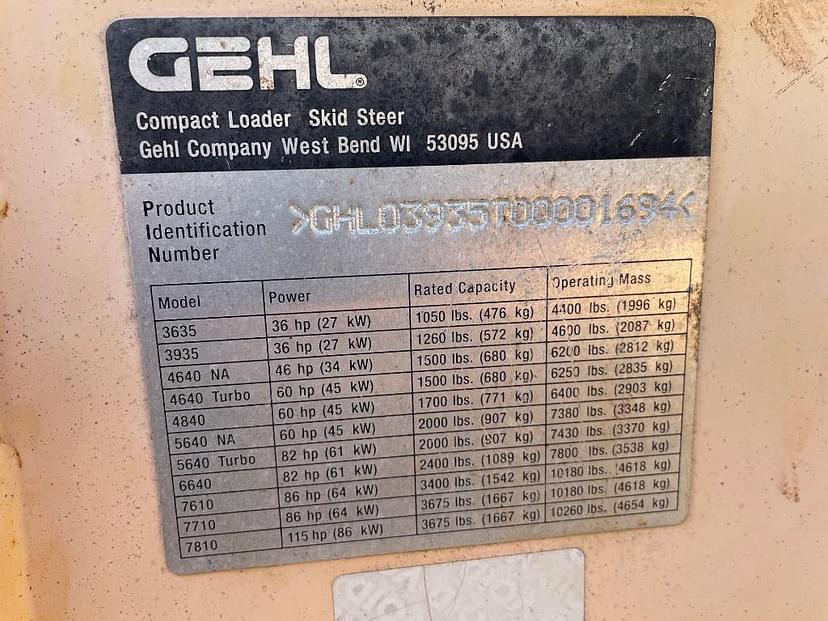 GEHL®
Compact Loader Skid Steer
Gehl Company West Bend WI 53095 USA
Product
Identification
Number
>GHL03935T00001694<
Model Power Rated Capacity Operating Mass
3635 36 hp (27 kW) 1050 lbs. (476 kg) 4400 lbs. (1996 kg)
3935 36 hp (27 kW) 1260 lbs. (572 kg) 4600 lbs. (2087 kg)
4640 NA 46 hp (34 kW) 1500 lbs. (680 kg) 6200 lbs. (2812 kg)
4640 Turbo 60 hp (45 kW) 1500 lbs. (680 kg) 6250 lbs. (2835 kg)
4840 60 hp (45 kW) 1700 lbs. (771 kg) 6400 lbs. (2903 kg)
5640 NA 60 hp (45 kW) 2000 lbs. (907 kg) 7380 lbs. (3348 kg)
5640 Turbo 82 hp (61 kW) 2000 lbs. (907 kg) 7430 lbs. (3370 kg)
6640 82 hp (61 kW) 2400 lbs. (1089 kg) 7800 lbs. (3538 kg)
7610 86 hp (64 kW) 3400 lbs. (1542 kg) 10180 lbs. (4618 kg)
7710 86 hp (64 kW) 3675 lbs. (1667 kg) 10180 lbs. (4618 kg)
7810 115 hp (86 kW) 3675 lbs. (1667 kg) 10260 lbs. (4654 kg)